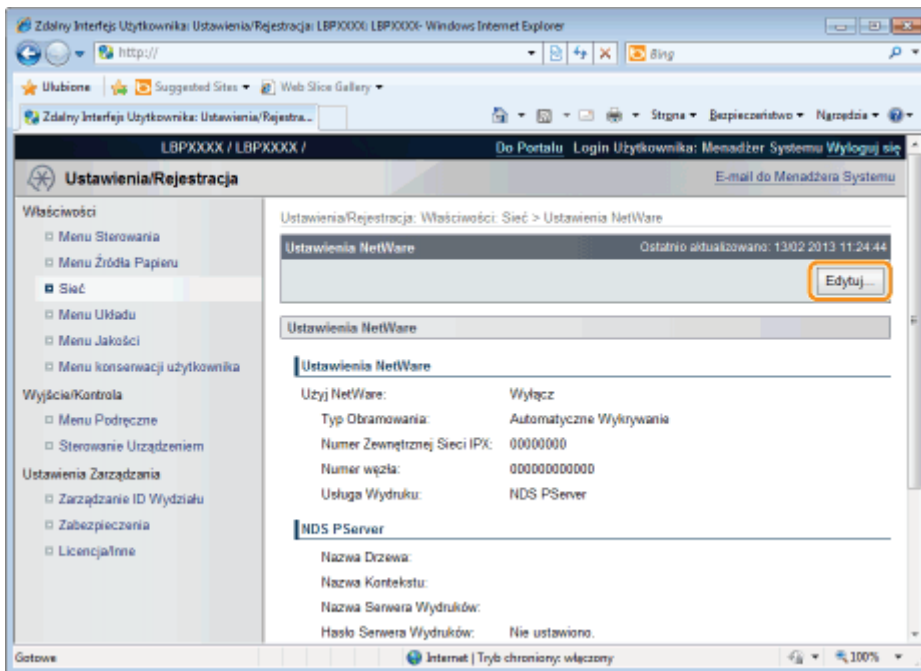 Zdalny Interfejs Użytkownika: Ustawienia/Rejestracja: LBPXXXX: LBPXXXX- Windows Internet Explorer
http://
Bing
Ulubione Suggested Sites Web Slice Gallery
Zdalny Interfejs Użytkownika: Ustawienia/Rejestra... Strona Bezpieczeństwo Narzędzia
LBPXXXX / LBPXXXX / Do Portalu Login Użytkownika: Menadżer Systemu Wyloguj się
Ustawienia/Rejestracja E-mail do Menadżera Systemu
Właściwości
Menu Sterowania
Menu Źródła Papieru
Sieć
Menu Układu
Menu Jakości
Menu konserwacji użytkownika
Wyjście/Kontrola
Menu Podręczne
Sterowanie Urządzeniem
Ustawienia Zarządzania
Zarządzanie ID Wydziału
Zabezpieczenia
Licencja/Inne
Ustawienia/Rejestracja: Właściwości: Sieć > Ustawienia NetWare
Ustawienia NetWare Ostatnio aktualizowano: 13/02 2013 11:24:44
Edytuj...
Ustawienia NetWare
Ustawienia NetWare
Użyj NetWare: Wyłącz
Typ Obramowania: Automatyczne Wykrywanie
Numer Zewnętrznej Sieci IPX: 00000000
Numer węzła: 000000000000
Usługa Wydruku: NDS PServer
NDS PServer
Nazwa Drzewa:
Nazwa Kontekstu:
Nazwa Serwera Wydruków:
Hasło Serwera Wydruków: Nie ustawiono.
Gotowe Internet | Tryb chroniony: włączony 100%